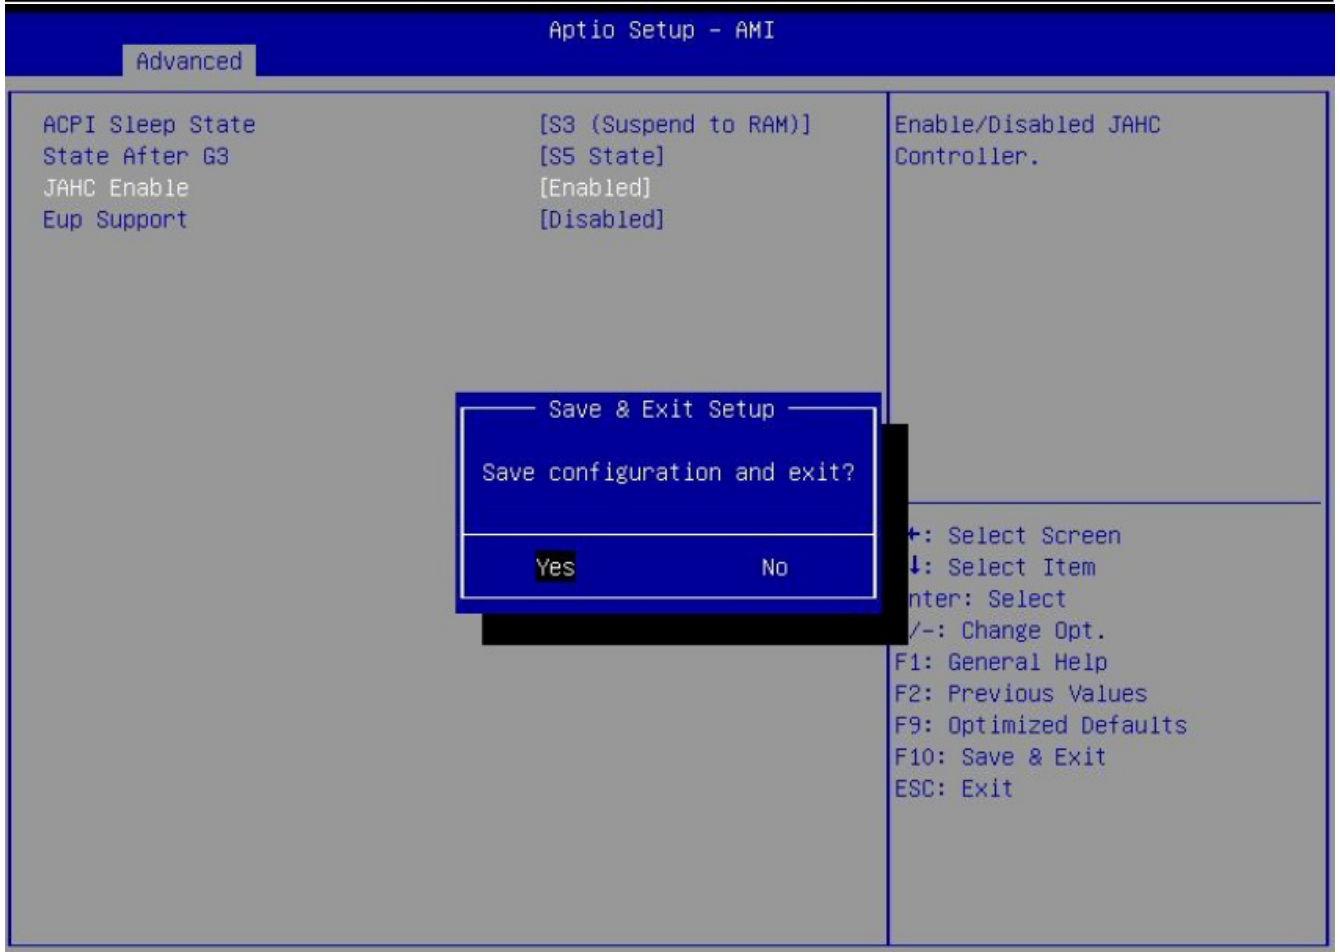 Aptio Setup – AMI
Advanced
ACPI Sleep State [S3 (Suspend to RAM)]
State After G3 [S5 State]
JAHC Enable [Enabled]
Eup Support [Disabled]
Enable/Disabled JAHC
Controller.
Save & Exit Setup
Save configuration and exit?
Yes No
: Select Screen
↓: Select Item
nter: Select
/-: Change Opt.
F1: General Help
F2: Previous Values
F9: Optimized Defaults
F10: Save & Exit
ESC: Exit